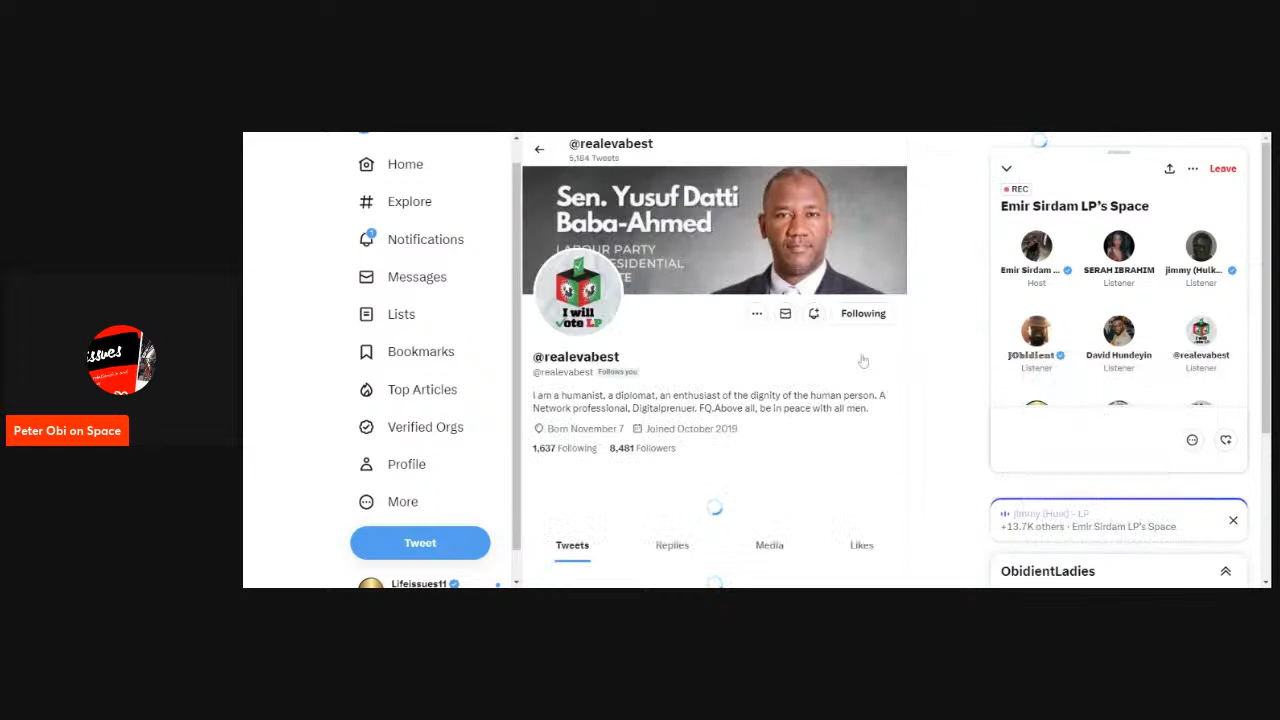 Peter Obi on Space
Home
Explore
Notifications
Messages
Lists
Bookmarks
Top Articles
Verified Orgs
Profile
More
Tweet
Lifeissues11
@realevabest
5,184 Tweets
Sen. Yusuf Datti
Baba-Ahmed
LABOUR PARTY
I will
Vote LP
Following
@realevabest
@realevabest Follows you
I am a humanist, a diplomat, an enthusiast of the dignity of the human person. A
Network professional, Digitalprenuer. FQ.Above all, be in peace with all men.
Born November 7 Joined October 2019
1,637 Following 8,481 Followers
Tweets Replies Media Likes
Leave
REC
Emir Sirdam LP's Space
Emir Sirdam ... SERAH IBRAHIM jimmy (Hulk...
Host Listener Listener
JObidient David Hundeyin @realevabest
Listener Listener Listener
+13.7K others · Emir Sirdam LP's Space
ObidientLadies